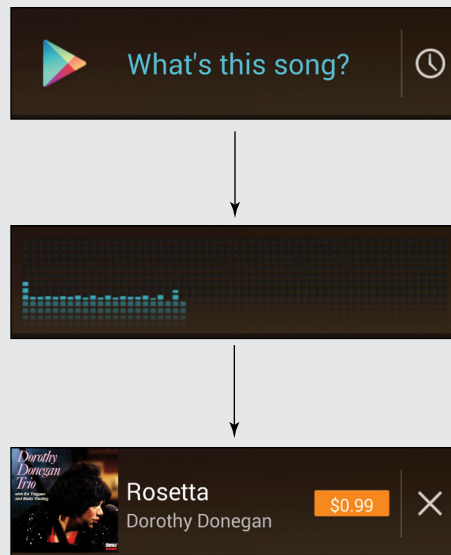 What's this song?
Dorothy
Donegan
Trio
Rosetta
Dorothy Donegan
$0.99